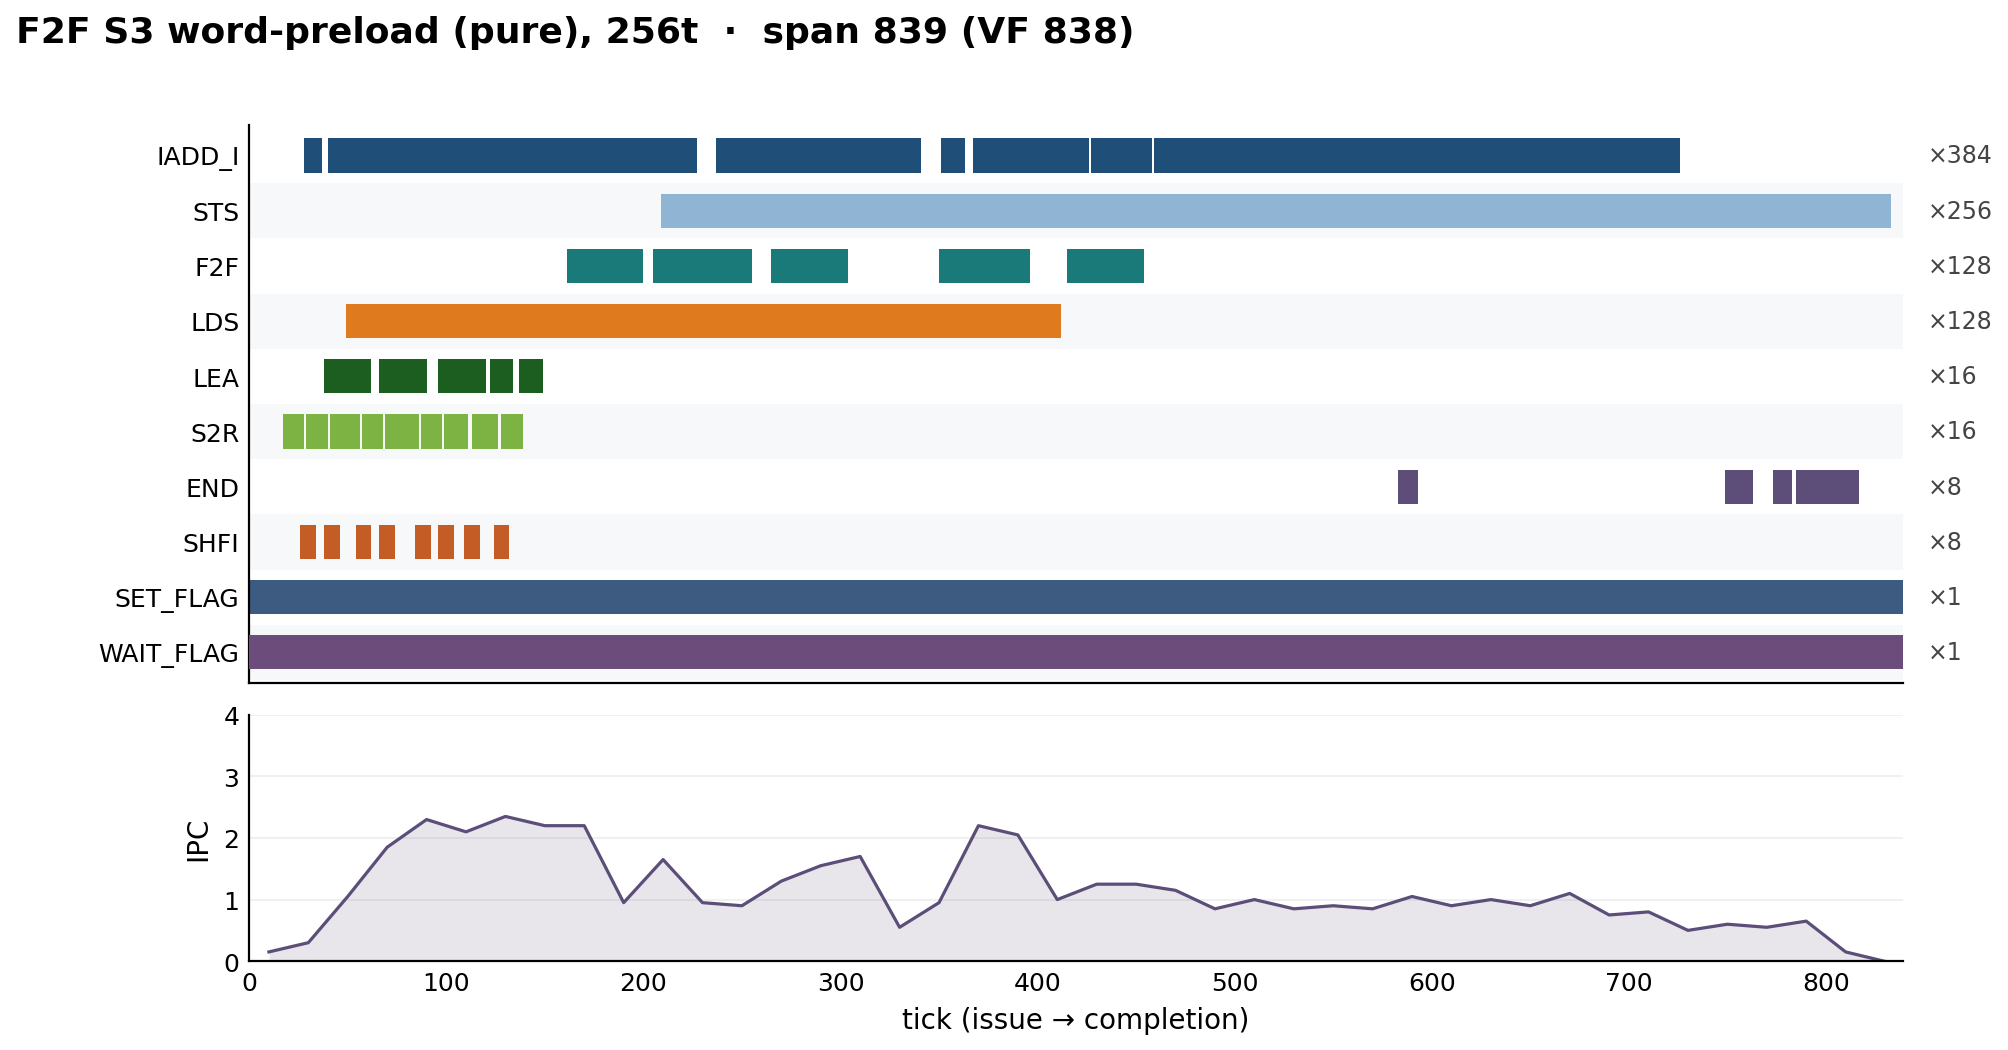 F2F S3 word-preload (pure), 256t · span 839 (VF 838)
IADD_I ×384
STS ×256
F2F ×128
LDS ×128
LEA ×16
S2R ×16
END ×8
SHFI ×8
SET_FLAG ×1
WAIT_FLAG ×1
4
3
2
1
0
IPC
0 100 200 300 400 500 600 700 800
tick (issue → completion)